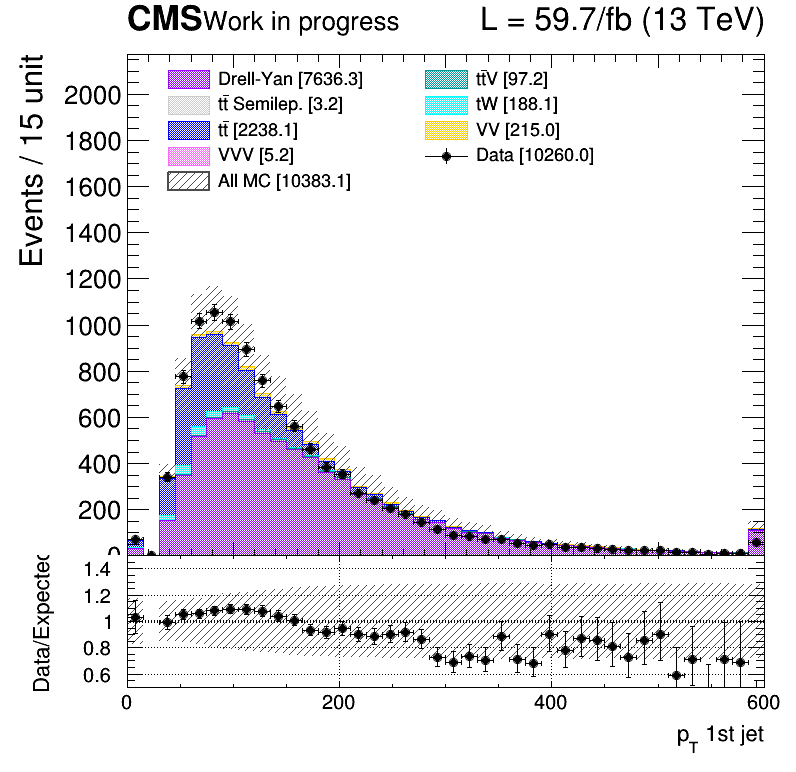 CMS Work in progress L = 59.7/fb (13 TeV)
Events / 15 unit
2000
1800
1600
1400
1200
1000
800
600
400
200
0
Drell-Yan [7636.3]
tt̄ Semilep. [3.2]
tt̄ [2238.1]
VVV [5.2]
All MC [10383.1]
tt̄V [97.2]
tW [188.1]
VV [215.0]
Data [10260.0]
Data/Expected
1.4
1.2
1
0.8
0.6
0 200 400 600
p_T 1st jet